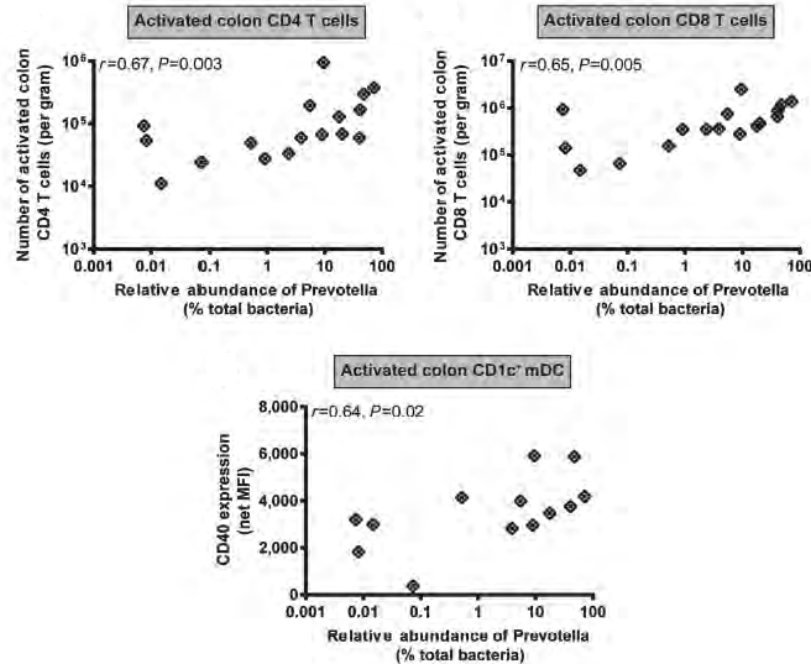 Activated colon CD4 T cells
r=0.67, P=0.003
Number of activated colon
CD4 T cells (per gram)
10⁶
10⁵
10⁴
10³
0.001 0.01 0.1 1 10 100
Relative abundance of Prevotella
(% total bacteria)
Activated colon CD8 T cells
r=0.65, P=0.005
Number of activated colon
CD8 T cells (per gram)
10⁷
10⁶
10⁵
10⁴
10³
0.001 0.01 0.1 1 10 100
Relative abundance of Prevotella
(% total bacteria)
Activated colon CD1c⁺ mDC
r=0.64, P=0.02
CD40 expression
(net MFI)
8,000
6,000
4,000
2,000
0
0.001 0.01 0.1 1 10 100
Relative abundance of Prevotella
(% total bacteria)